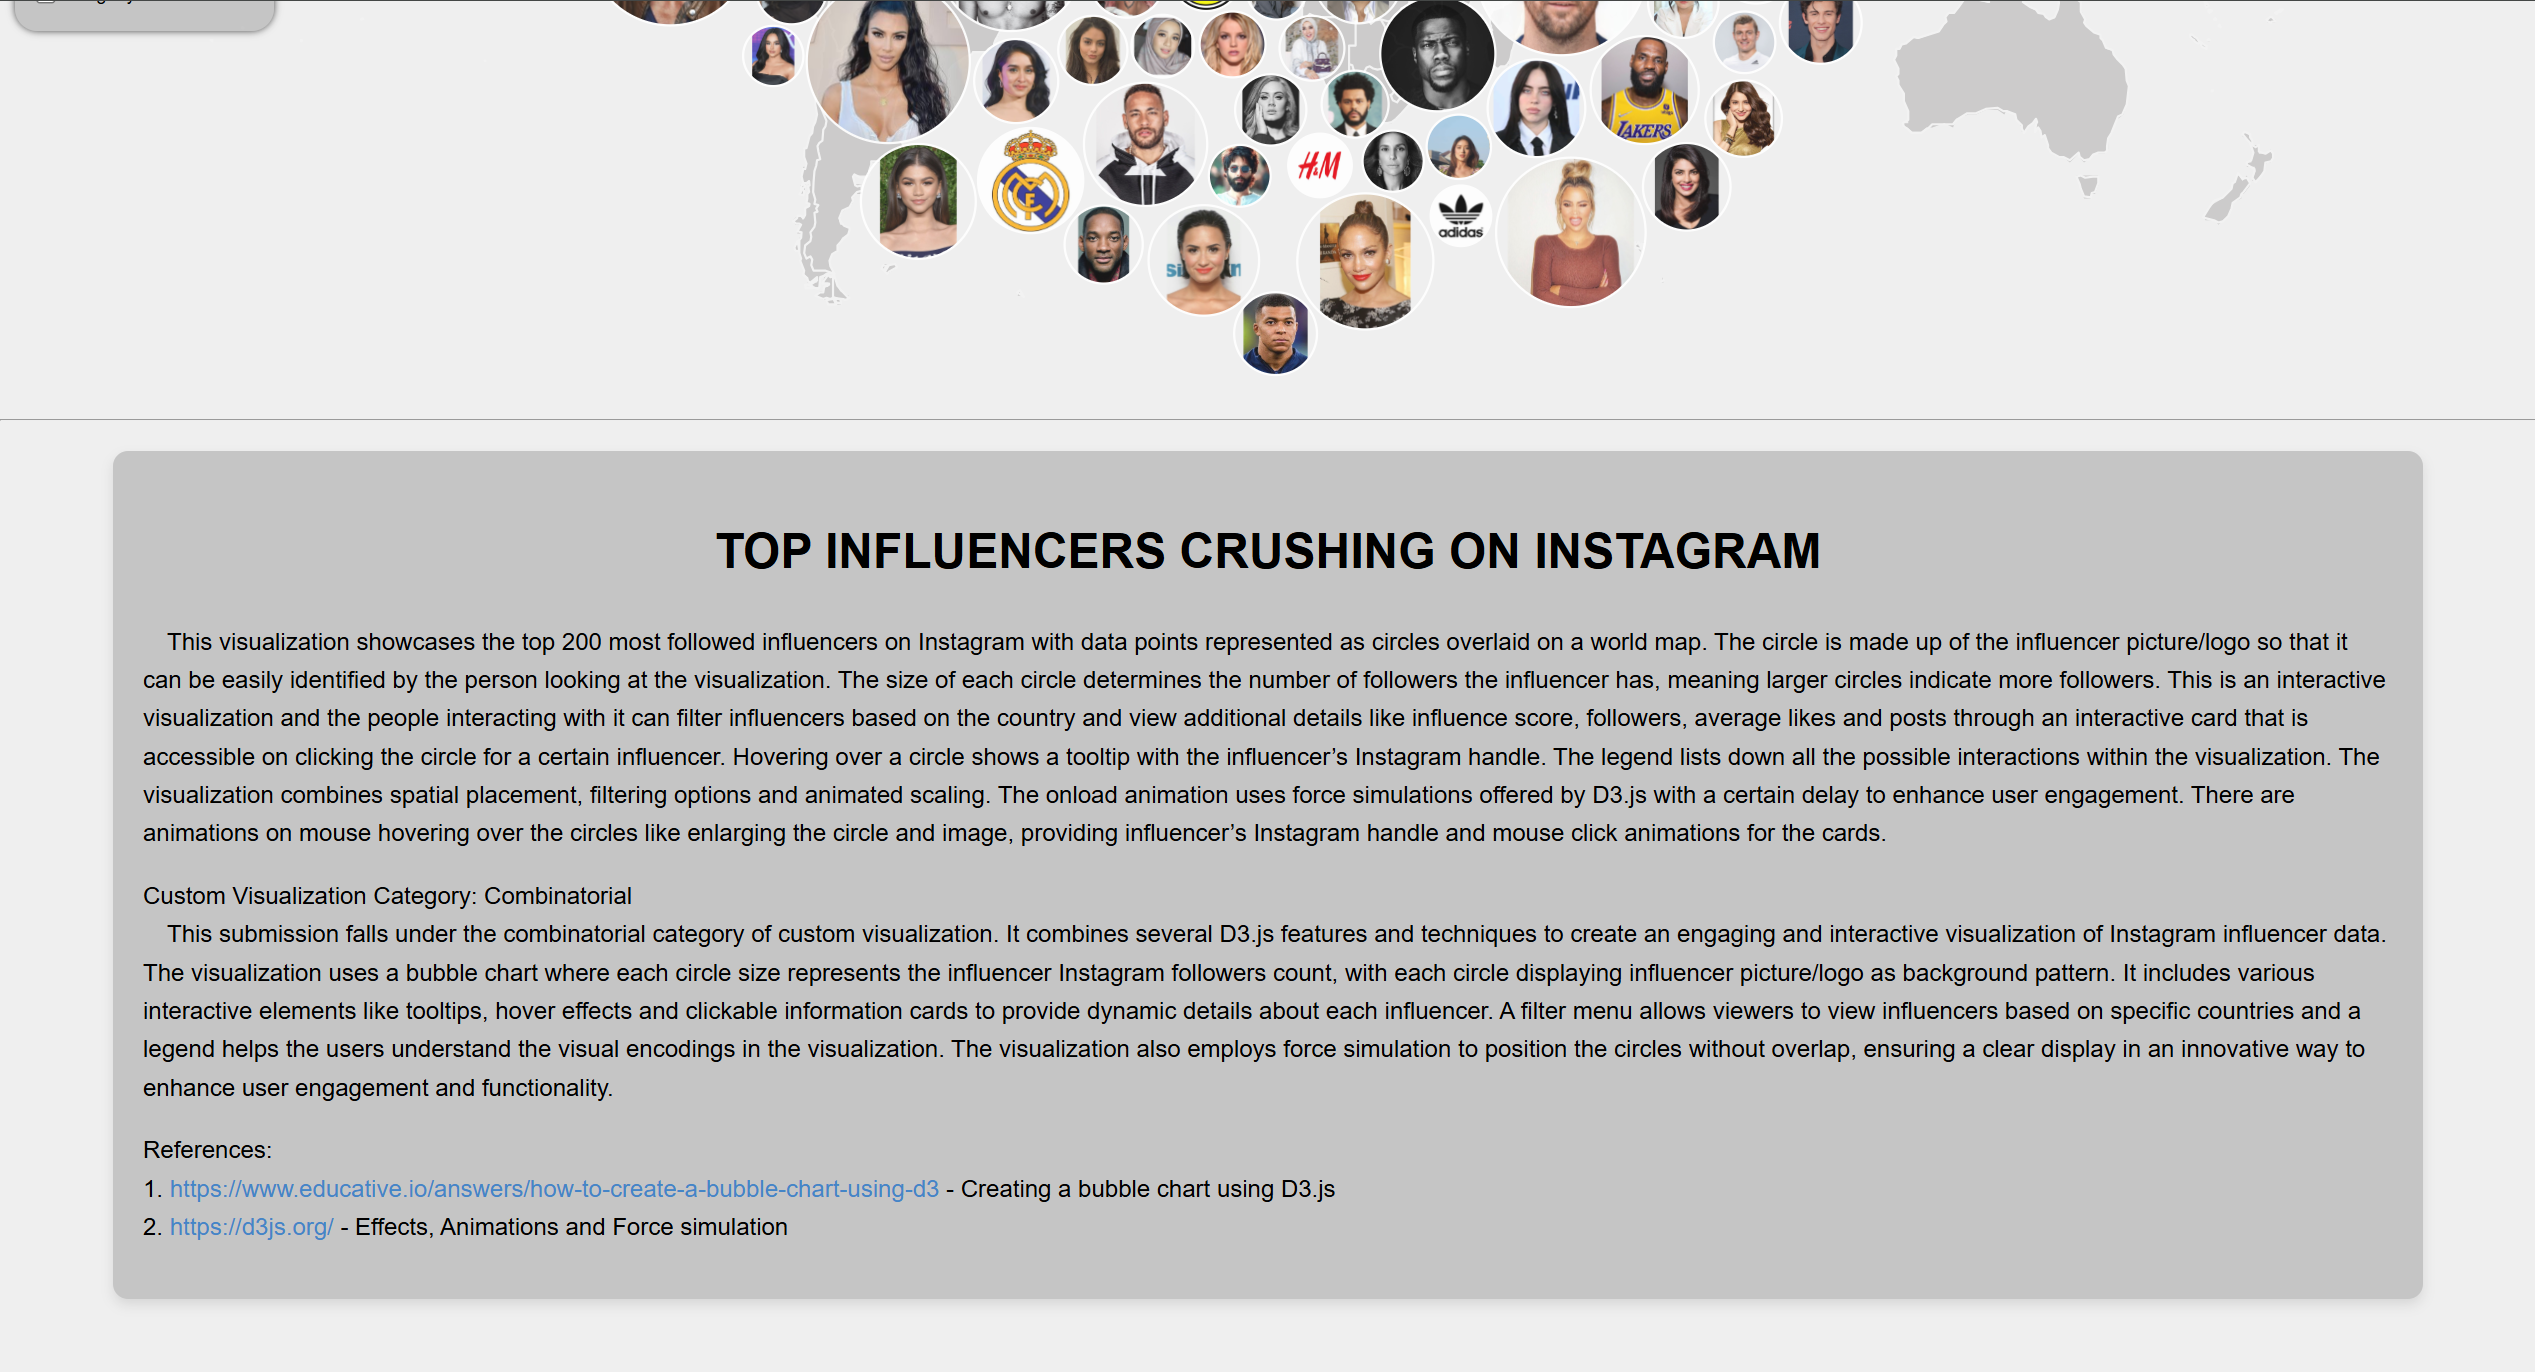 LAKERS
H&M
adidas
TOP INFLUENCERS CRUSHING ON INSTAGRAM
This visualization showcases the top 200 most followed influencers on Instagram with data points represented as circles overlaid on a world map. The circle is made up of the influencer picture/logo so that it
can be easily identified by the person looking at the visualization. The size of each circle determines the number of followers the influencer has, meaning larger circles indicate more followers. This is an interactive
visualization and the people interacting with it can filter influencers based on the country and view additional details like influence score, followers, average likes and posts through an interactive card that is
accessible on clicking the circle for a certain influencer. Hovering over a circle shows a tooltip with the influencer’s Instagram handle. The legend lists down all the possible interactions within the visualization. The
visualization combines spatial placement, filtering options and animated scaling. The onload animation uses force simulations offered by D3.js with a certain delay to enhance user engagement. There are
animations on mouse hovering over the circles like enlarging the circle and image, providing influencer’s Instagram handle and mouse click animations for the cards.
Custom Visualization Category: Combinatorial
This submission falls under the combinatorial category of custom visualization. It combines several D3.js features and techniques to create an engaging and interactive visualization of Instagram influencer data.
The visualization uses a bubble chart where each circle size represents the influencer Instagram followers count, with each circle displaying influencer picture/logo as background pattern. It includes various
interactive elements like tooltips, hover effects and clickable information cards to provide dynamic details about each influencer. A filter menu allows viewers to view influencers based on specific countries and a
legend helps the users understand the visual encodings in the visualization. The visualization also employs force simulation to position the circles without overlap, ensuring a clear display in an innovative way to
enhance user engagement and functionality.
References:
1. https://www.educative.io/answers/how-to-create-a-bubble-chart-using-d3 - Creating a bubble chart using D3.js
2. https://d3js.org/ - Effects, Animations and Force simulation